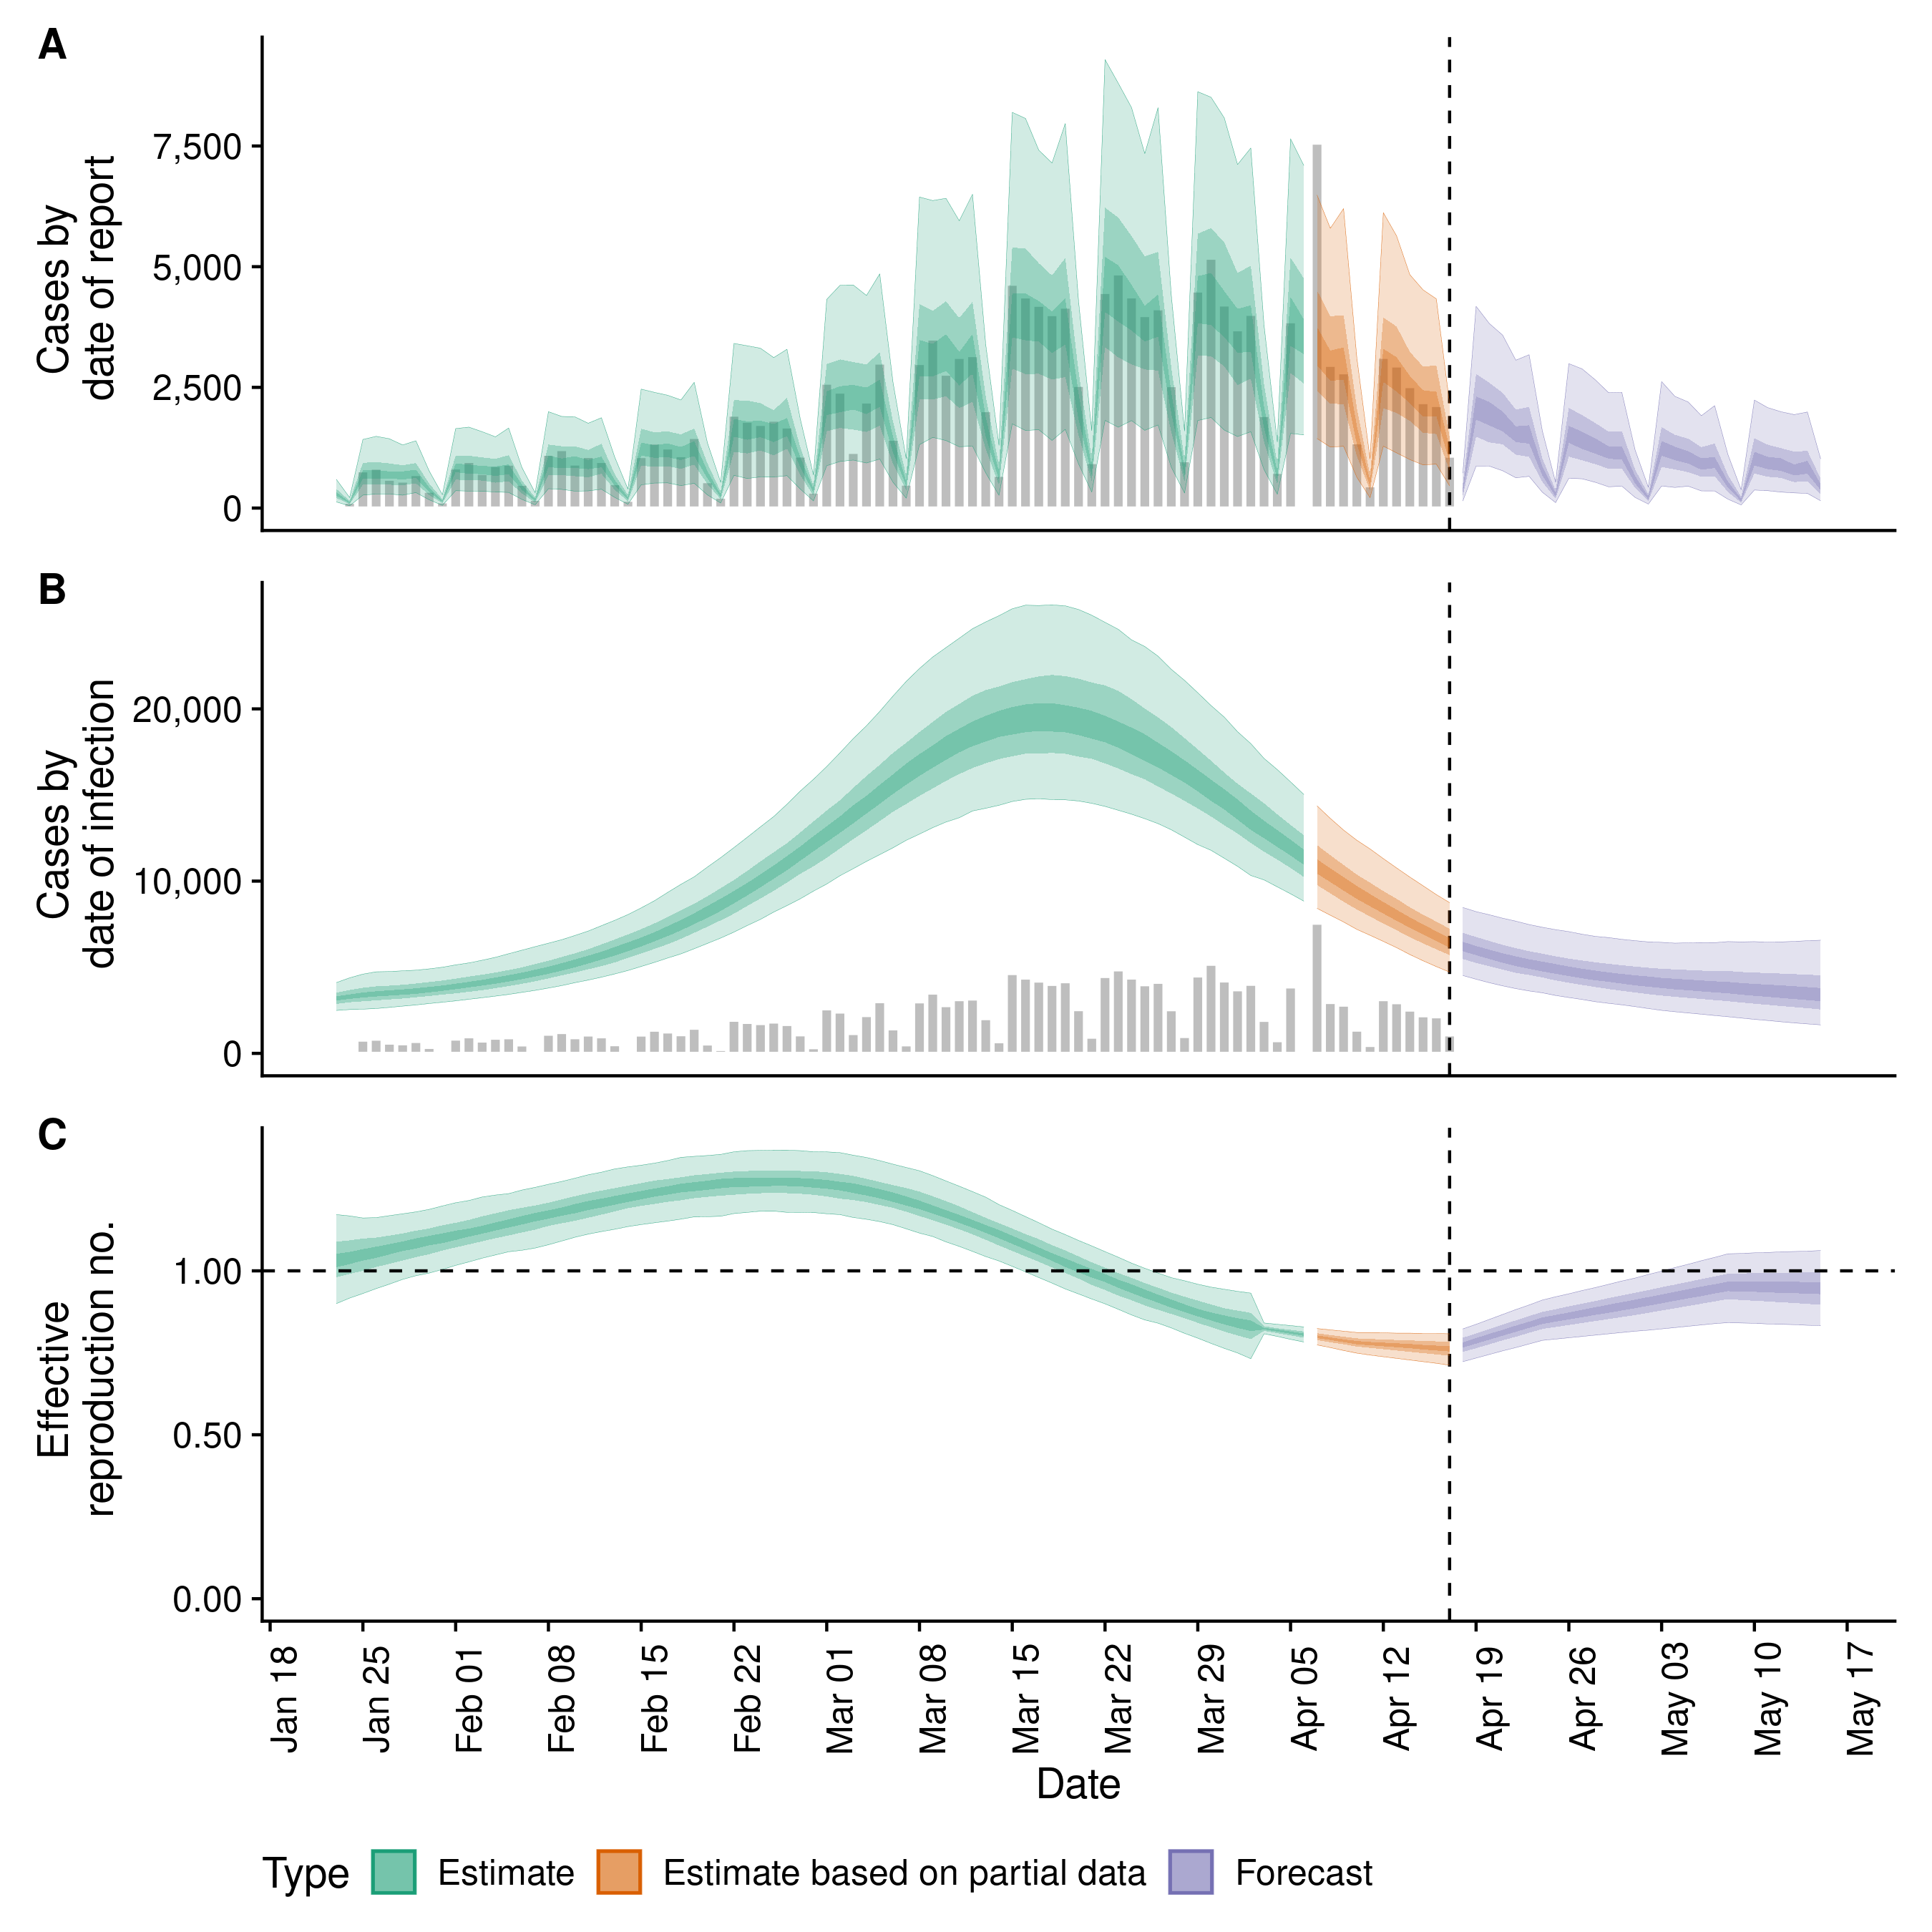 A
Cases by
date of report
7,500
5,000
2,500
0
B
Cases by
date of infection
20,000
10,000
0
C
Effective
reproduction no.
1.00
0.50
0.00
Jan 18
Jan 25
Feb 01
Feb 08
Feb 15
Feb 22
Mar 01
Mar 08
Mar 15
Mar 22
Mar 29
Apr 05
Apr 12
Apr 19
Apr 26
May 03
May 10
May 17
Date
Type Estimate Estimate based on partial data Forecast